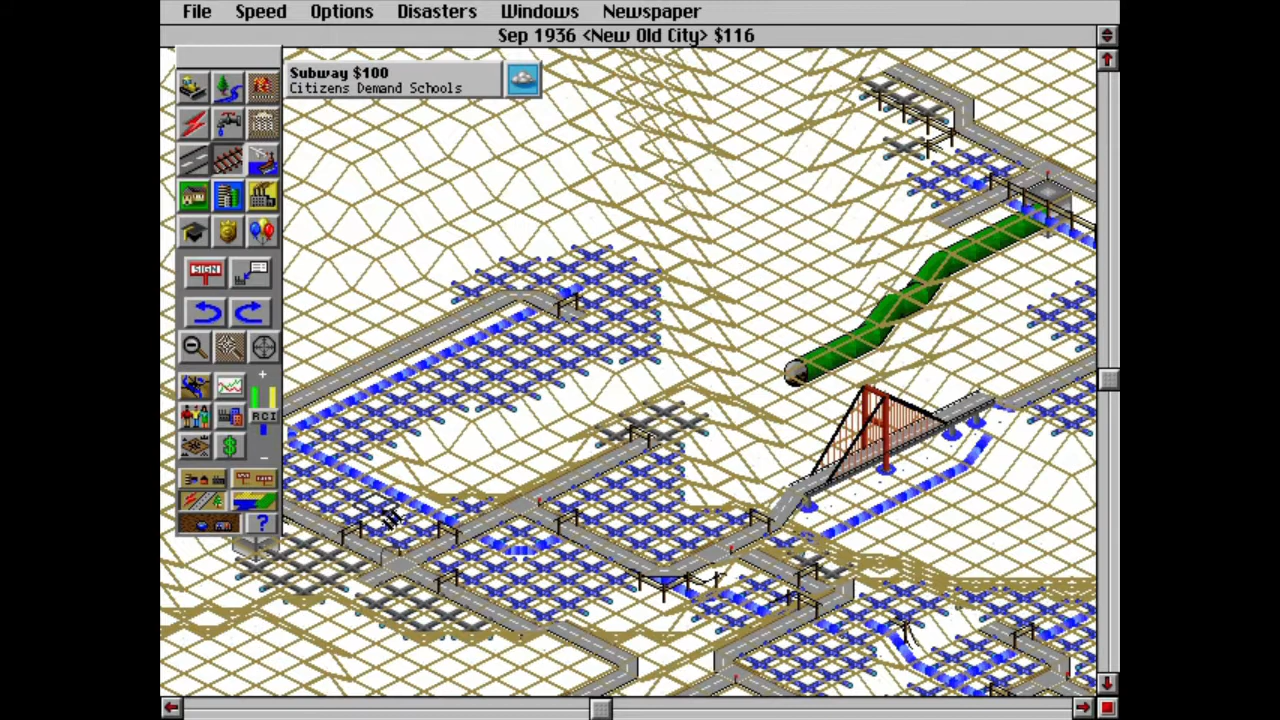 File Speed Options Disasters Windows Newspaper
Sep 1936 <New Old City> $116
Subway $100
Citizens Demand Schools
SIGN
RCI
?